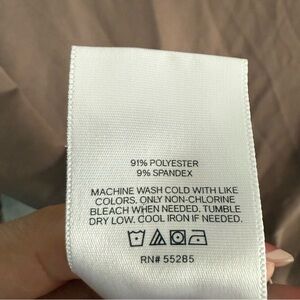 91% POLYESTER
9% SPANDEX
MACHINE WASH COLD WITH LIKE
COLORS. ONLY NON-CHLORINE
BLEACH WHEN NEEDED. TUMBLE
DRY LOW. COOL IRON IF NEEDED.
RN# 55285